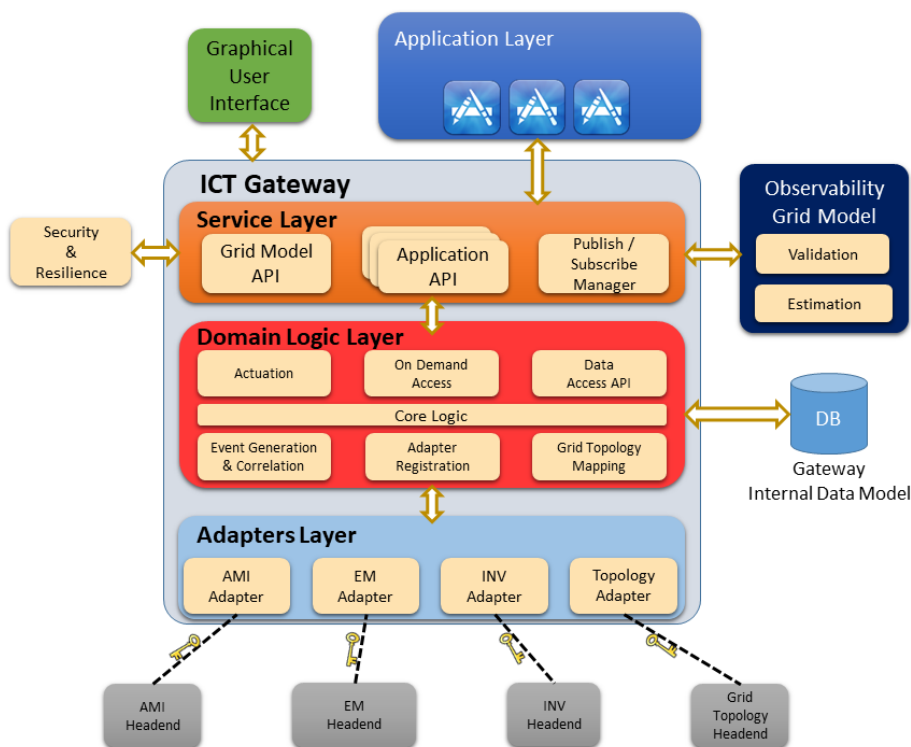 Graphical
User
Interface
Application Layer
ICT Gateway
Service Layer
Grid Model
API
Application
API
Publish /
Subscribe
Manager
Security
&
Resilience
Observability
Grid Model
Validation
Estimation
Domain Logic Layer
Actuation
On Demand
Access
Data
Access API
Core Logic
Event Generation
& Correlation
Adapter
Registration
Grid Topology
Mapping
DB
Gateway
Internal Data Model
Adapters Layer
AMI
Adapter
EM
Adapter
INV
Adapter
Topology
Adapter
AMI
Headend
EM
Headend
INV
Headend
Grid
Topology
Headend